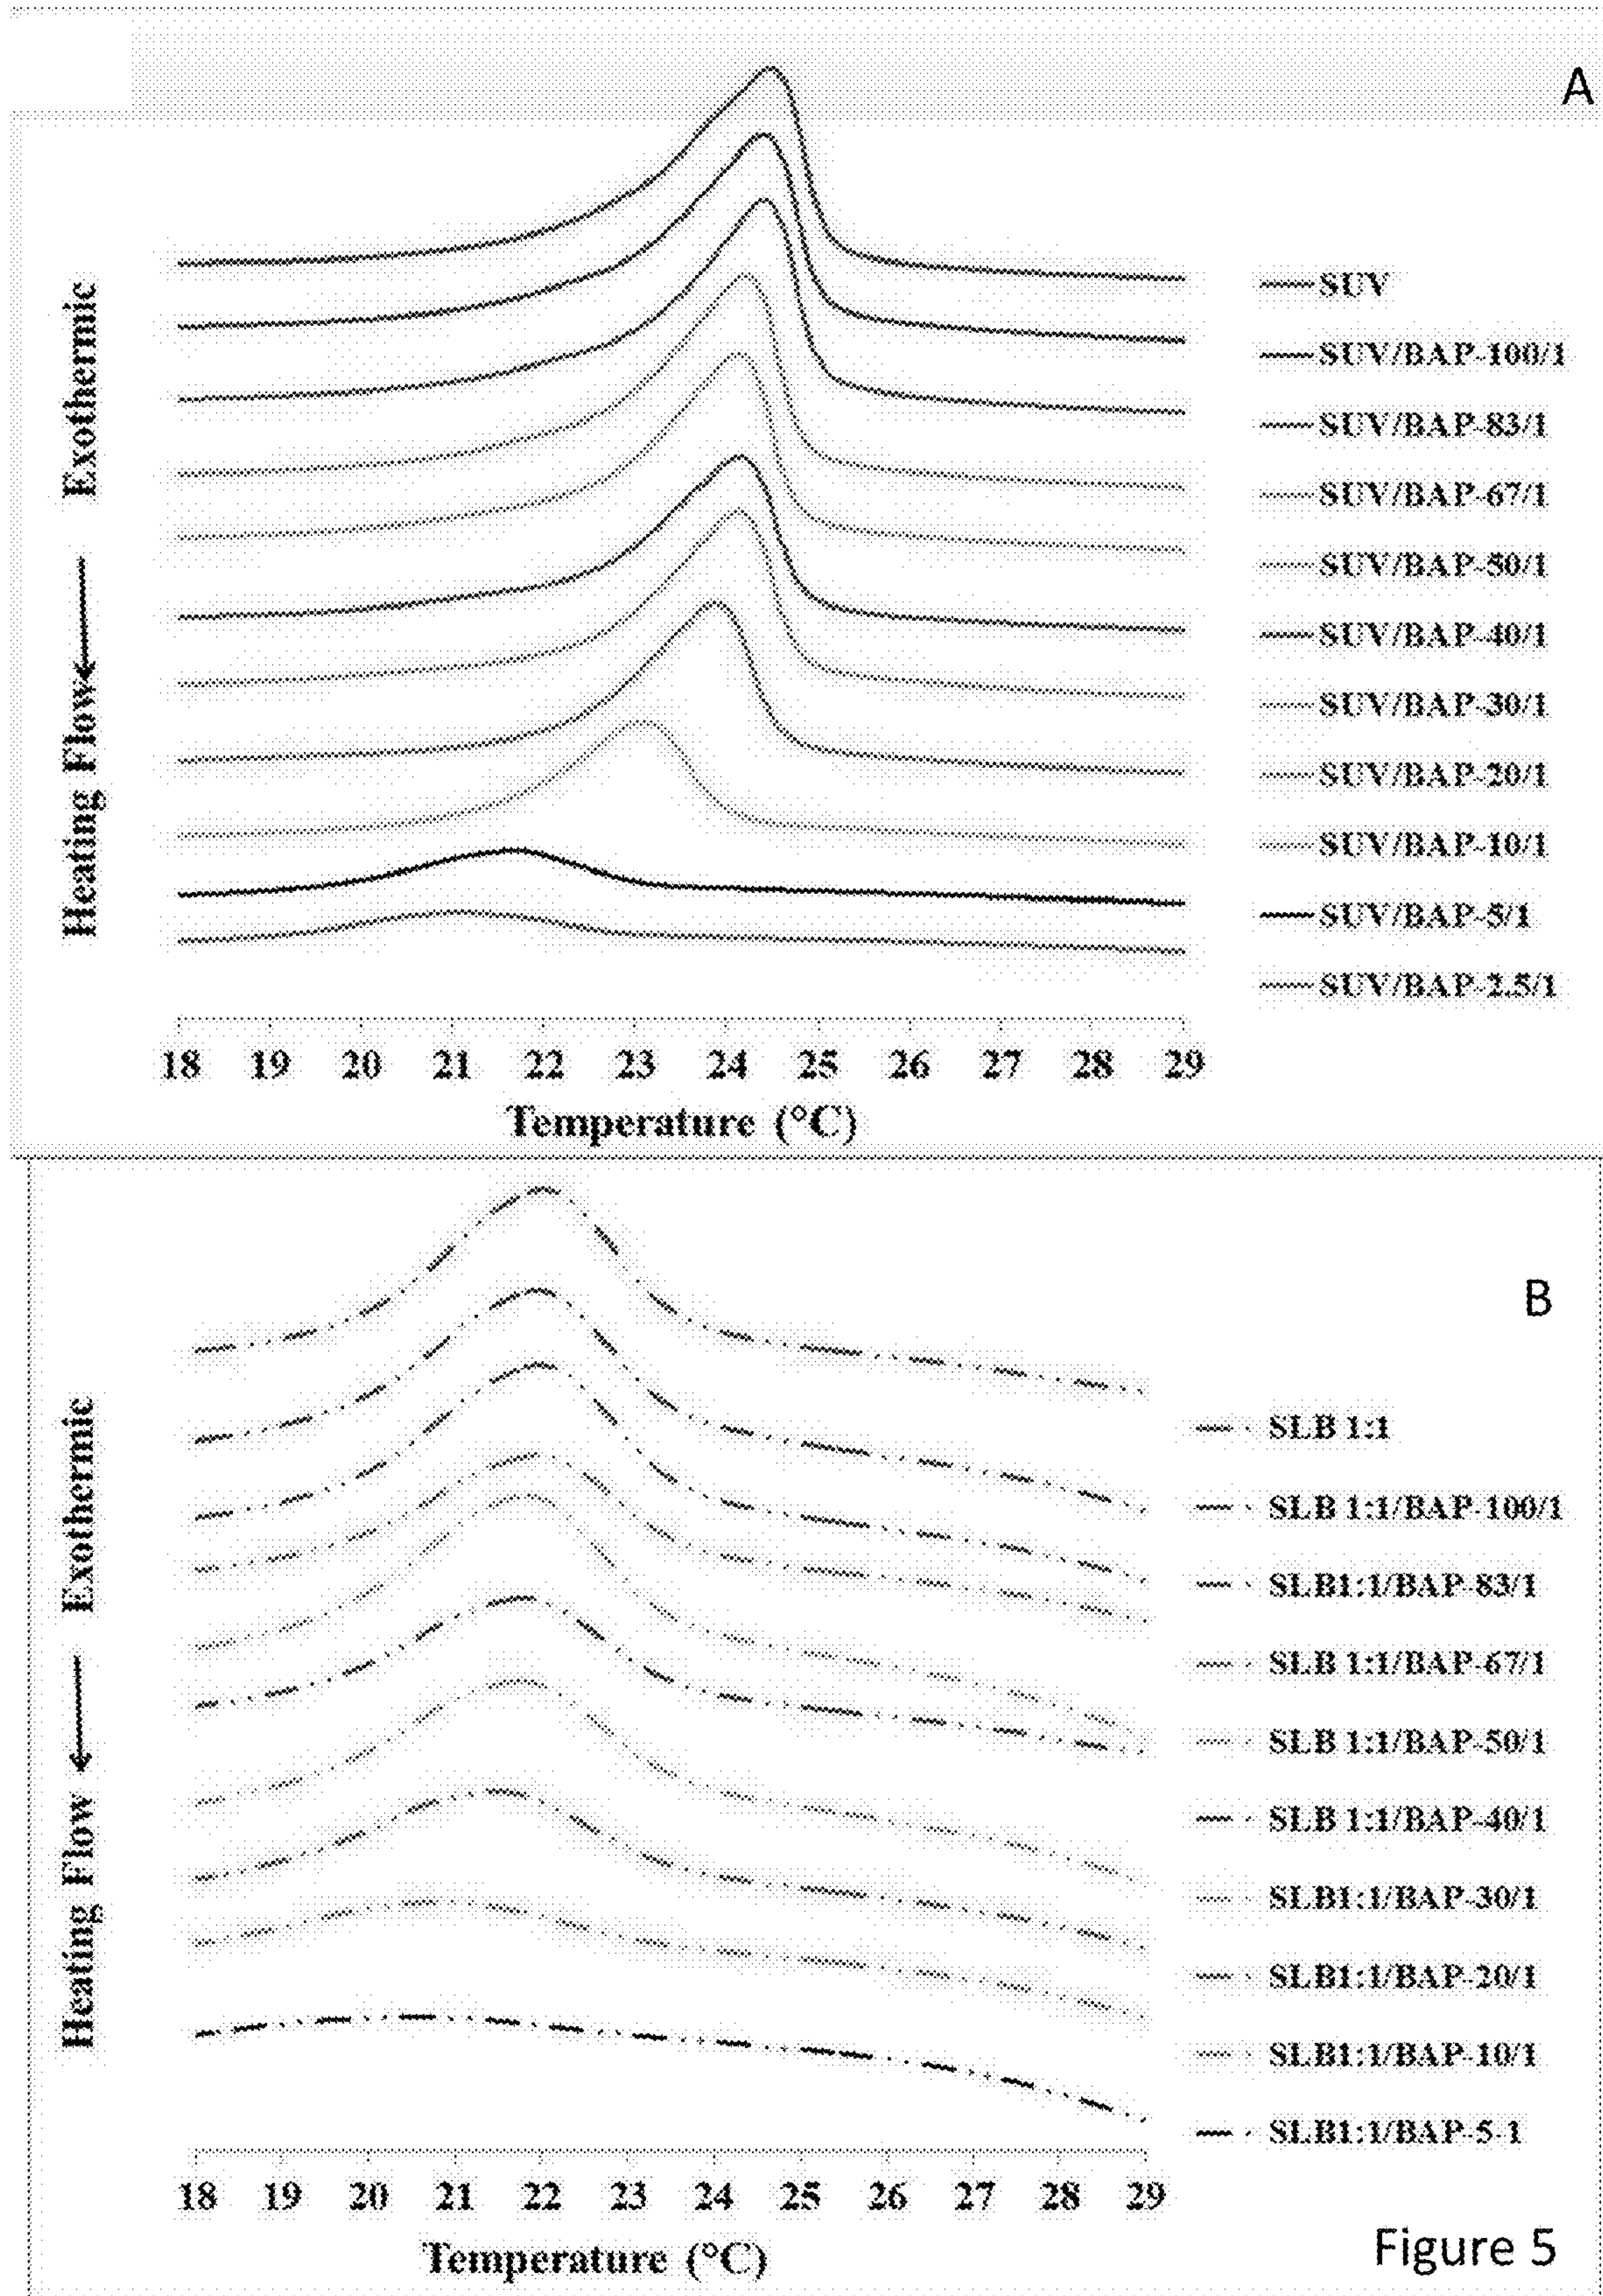 A
Exothermic
Heating Flow
SUV
SUV/BAP-100/1
SUV/BAP-83/1
SUV/BAP-67/1
SUV/BAP-50/1
SUV/BAP-40/1
SUV/BAP-30/1
SUV/BAP-20/1
SUV/BAP-10/1
SUV/BAP-5/1
SUV/BAP-2.5/1
18 19 20 21 22 23 24 25 26 27 28 29
Temperature (°C)
B
Exothermic
Heating Flow
SLB 1:1
SLB 1:1/BAP-100/1
SLB1:1/BAP-83/1
SLB 1:1/BAP-67/1
SLB 1:1/BAP-50/1
SLB 1:1/BAP-40/1
SLB1:1/BAP-30/1
SLB1:1/BAP-20/1
SLB1:1/BAP-10/1
SLB1:1/BAP-5-1
18 19 20 21 22 23 24 25 26 27 28 29
Temperature (°C)
Figure 5